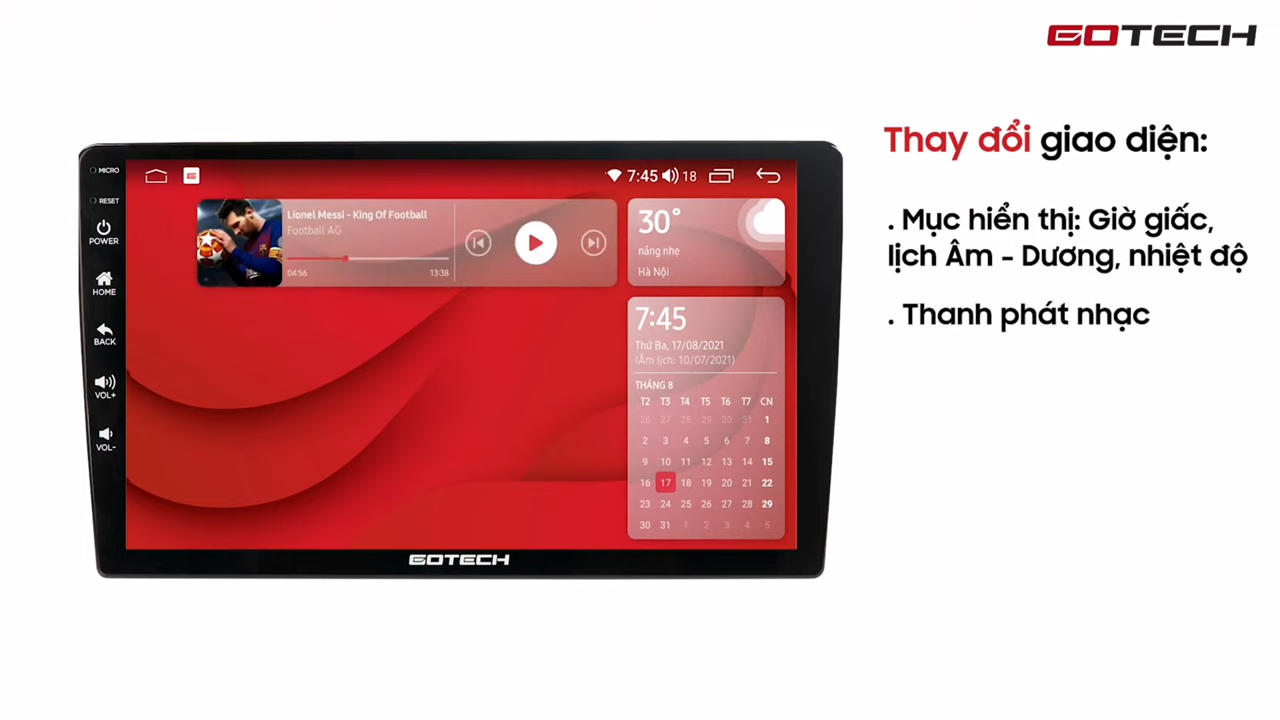 GOTECH
Thay đổi giao diện:
. Mục hiển thị: Giờ giấc,
lịch Âm - Dương, nhiệt độ
. Thanh phát nhạc
MICRO
RESET
POWER
HOME
BACK
VOL+
VOL-
7:45 18
Lionel Messi - King Of Football
Football AG
04:56 13:38
30°
nắng nhẹ
Hà Nội
7:45
Thứ Ba, 17/08/2021
(Âm lịch: 10/07/2021)
THÁNG 8
T2 T3 T4 T5 T6 T7 CN
26 27 28 29 30 31 1
2 3 4 5 6 7 8
9 10 11 12 13 14 15
16 17 18 19 20 21 22
23 24 25 26 27 28 29
30 31 1 2 3 4 5
GOTECH